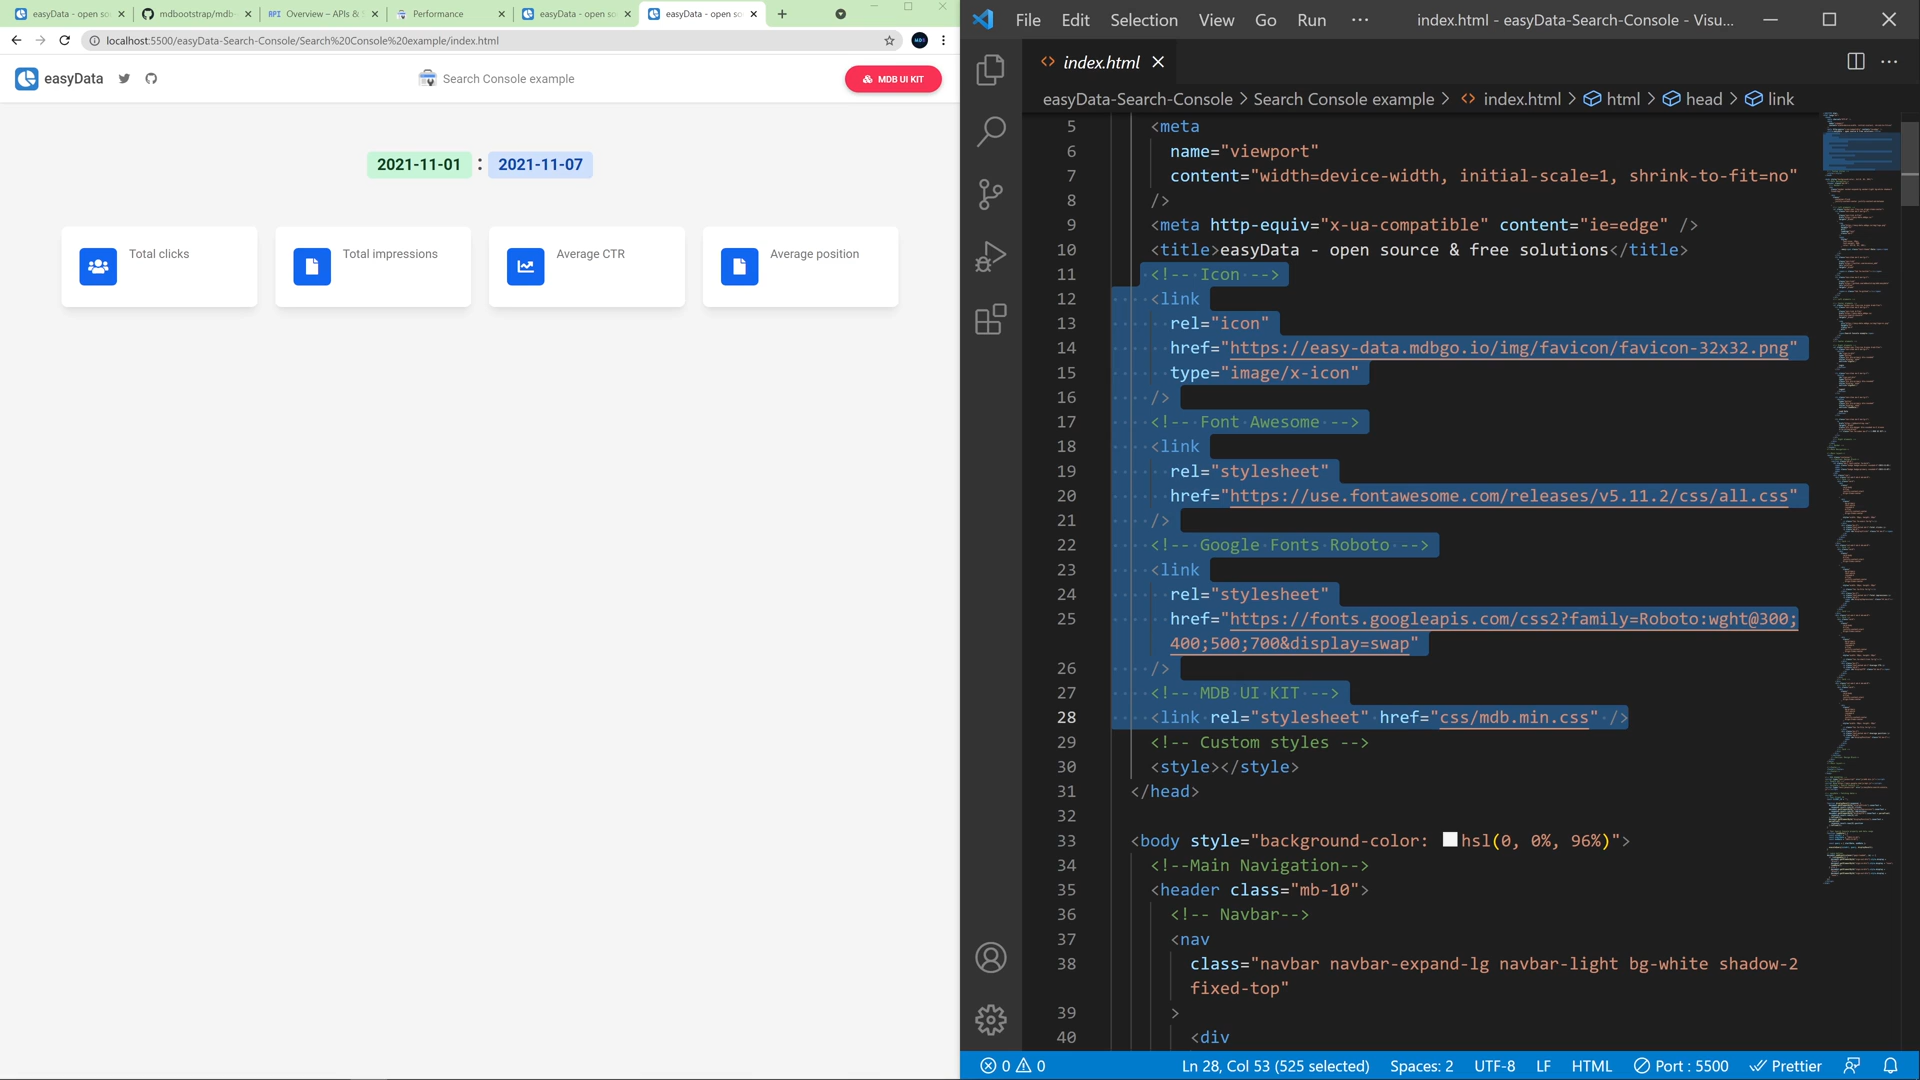 easyData - open so
mdbootstrap/mdb-
API Overview – APIs & S
Performance
easyData - open so
easyData - open so
localhost:5500/easyData-Search-Console/Search%20Console%20example/index.html
easyData
Search Console example
MDB UI KIT
2021-11-01 : 2021-11-07
Total clicks
Total impressions
Average CTR
Average position
File Edit Selection View Go Run ··· index.html - easyData-Search-Console - Visu...
index.html
easyData-Search-Console > Search Console example > index.html > html > head > link
5 <meta
6 name="viewport"
7 content="width=device-width, initial-scale=1, shrink-to-fit=no"
8 />
9 <meta http-equiv="x-ua-compatible" content="ie=edge" />
10 <title>easyData - open source & free solutions</title>
11 <!-- Icon -->
12 <link
13 rel="icon"
14 href="https://easy-data.mdbgo.io/img/favicon/favicon-32x32.png"
15 type="image/x-icon"
16 />
17 <!-- Font Awesome -->
18 <link
19 rel="stylesheet"
20 href="https://use.fontawesome.com/releases/v5.11.2/css/all.css"
21 />
22 <!-- Google Fonts Roboto -->
23 <link
24 rel="stylesheet"
25 href="https://fonts.googleapis.com/css2?family=Roboto:wght@300;
400;500;700&display=swap"
26 />
27 <!-- MDB UI KIT -->
28 <link rel="stylesheet" href="css/mdb.min.css" />
29 <!-- Custom styles -->
30 <style></style>
31 </head>
32
33 <body style="background-color: hsl(0, 0%, 96%)">
34 <!--Main Navigation-->
35 <header class="mb-10">
36 <!-- Navbar-->
37 <nav
38 class="navbar navbar-expand-lg navbar-light bg-white shadow-2
fixed-top"
39 >
40 <div
0 0 Ln 28, Col 53 (525 selected) Spaces: 2 UTF-8 LF HTML Port : 5500 Prettier